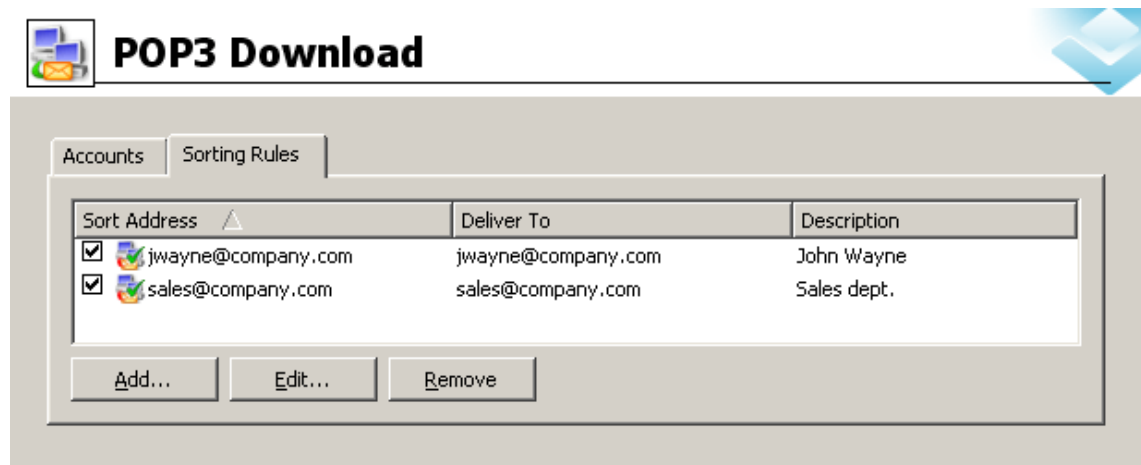 POP3 Download
Accounts Sorting Rules
Sort Address Deliver To Description
jwayne@company.com jwayne@company.com John Wayne
sales@company.com sales@company.com Sales dept.
Add... Edit... Remove